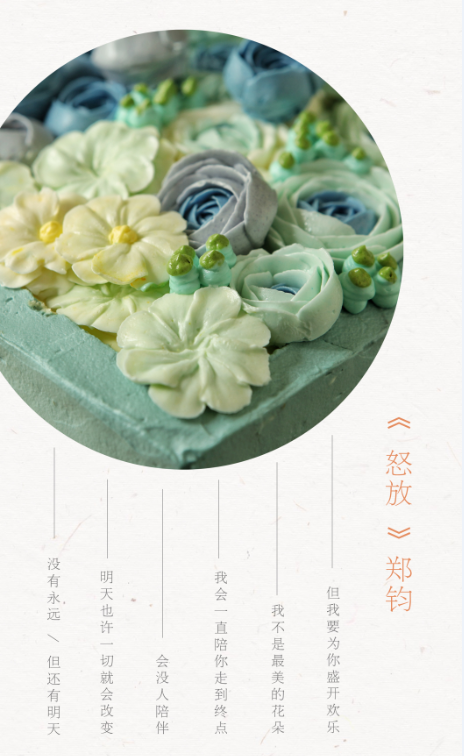 《怒放》郑钧
但我要为你盛开欢乐
我不是最美的花朵
我会一直陪你走到终点
会没人陪伴
明天也许一切就会改变
没有永远 / 但还有明天